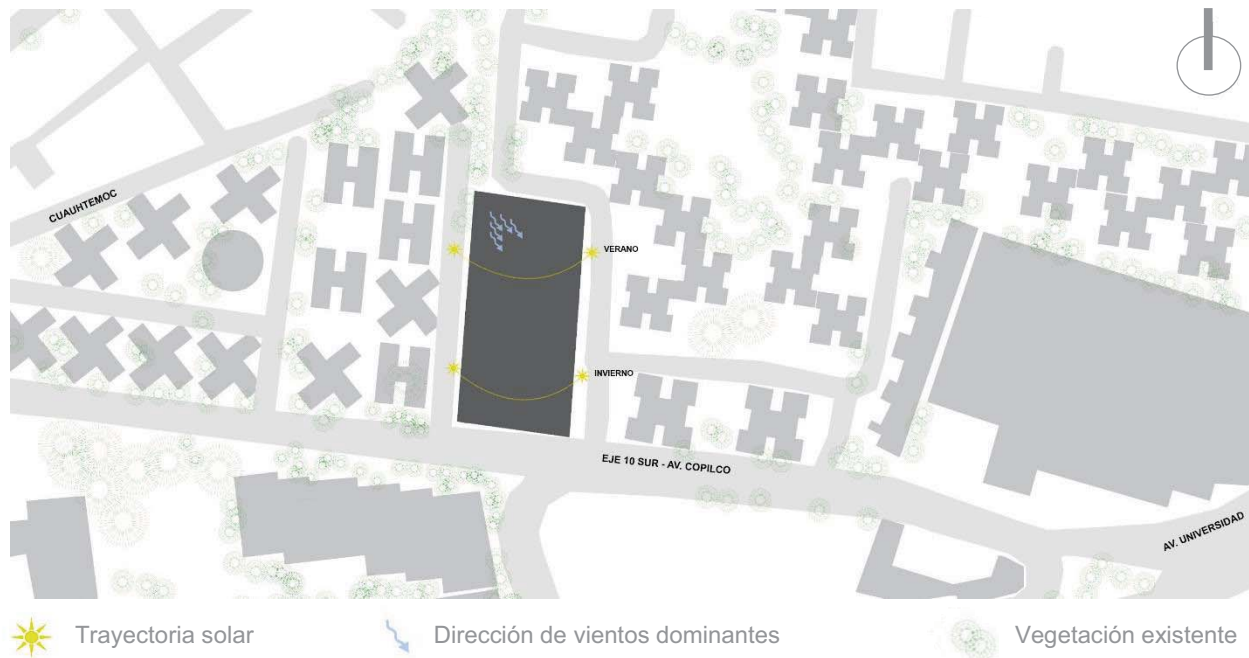 CUAUHTEMOC
VERANO
INVIERNO
EJE 10 SUR - AV. COPILCO
AV. UNIVERSIDAD
Trayectoria solar
Dirección de vientos dominantes
Vegetación existente